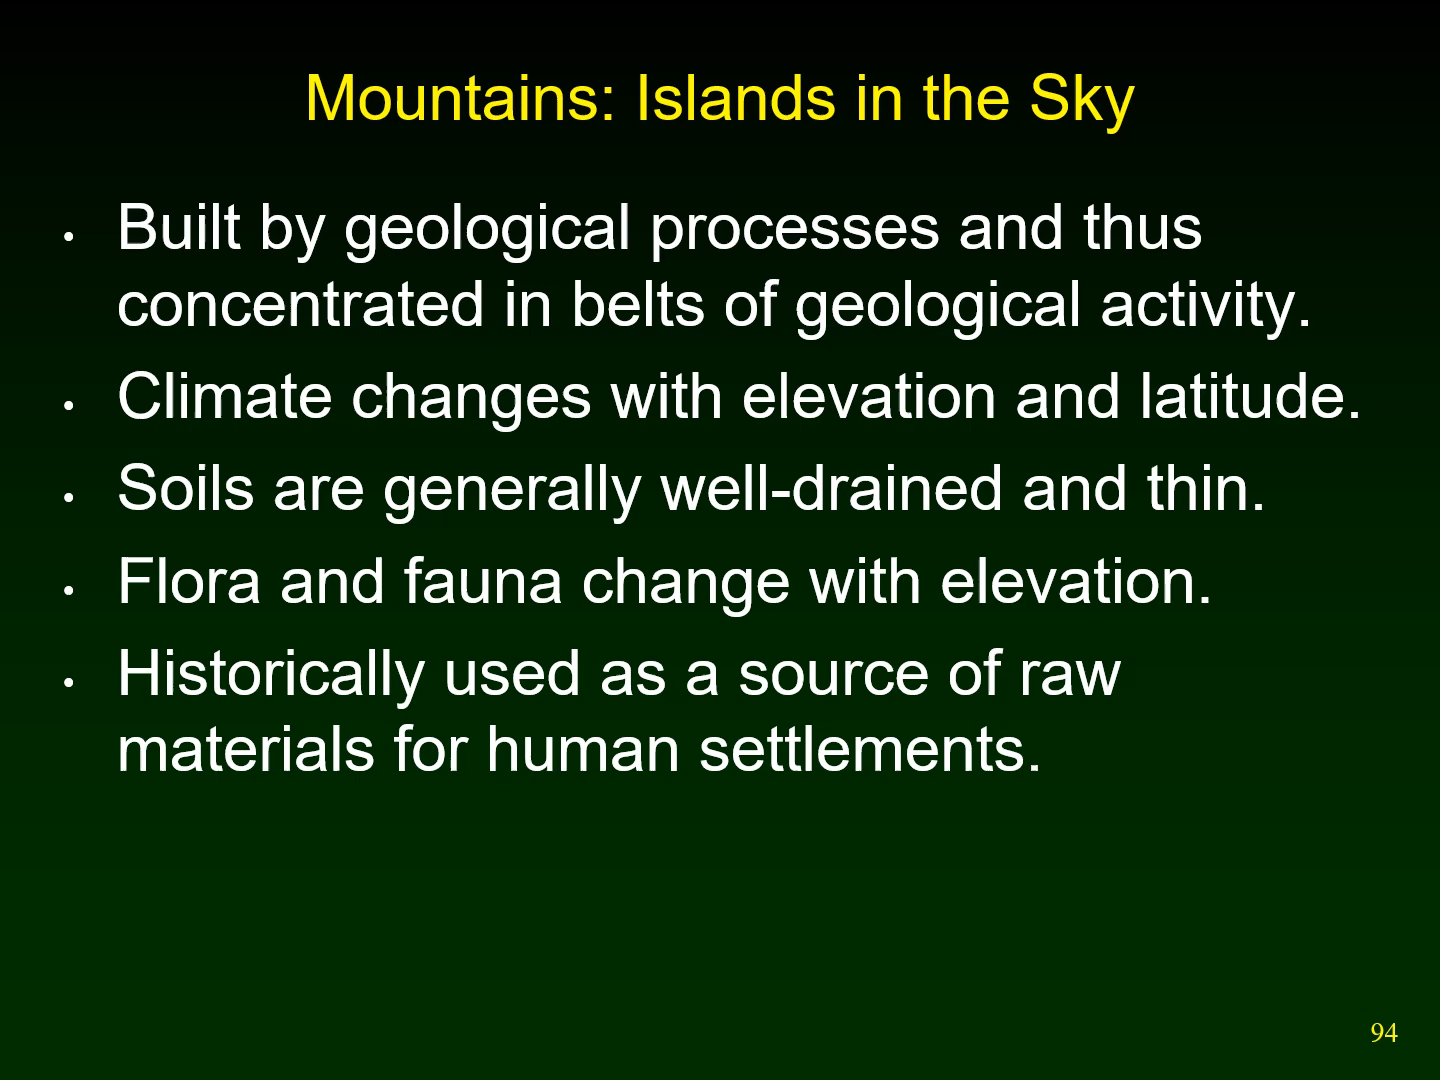 Mountains: Islands in the Sky
• Built by geological processes and thus
concentrated in belts of geological activity.
• Climate changes with elevation and latitude.
• Soils are generally well-drained and thin.
• Flora and fauna change with elevation.
• Historically used as a source of raw
materials for human settlements.
94